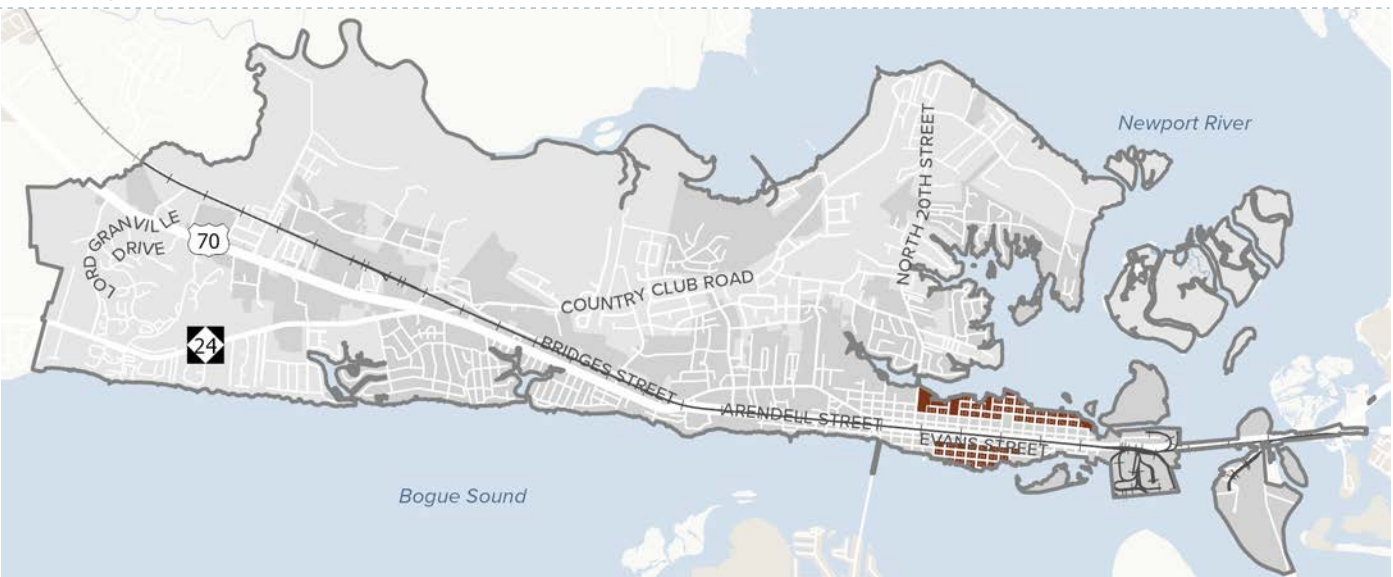 Newport River
NORTH 20TH STREET
LORD GRANVILLE
DRIVE
70
COUNTRY CLUB ROAD
24
BRIDGES STREET
ARENDELL STREET
EVANS STREET
Bogue Sound